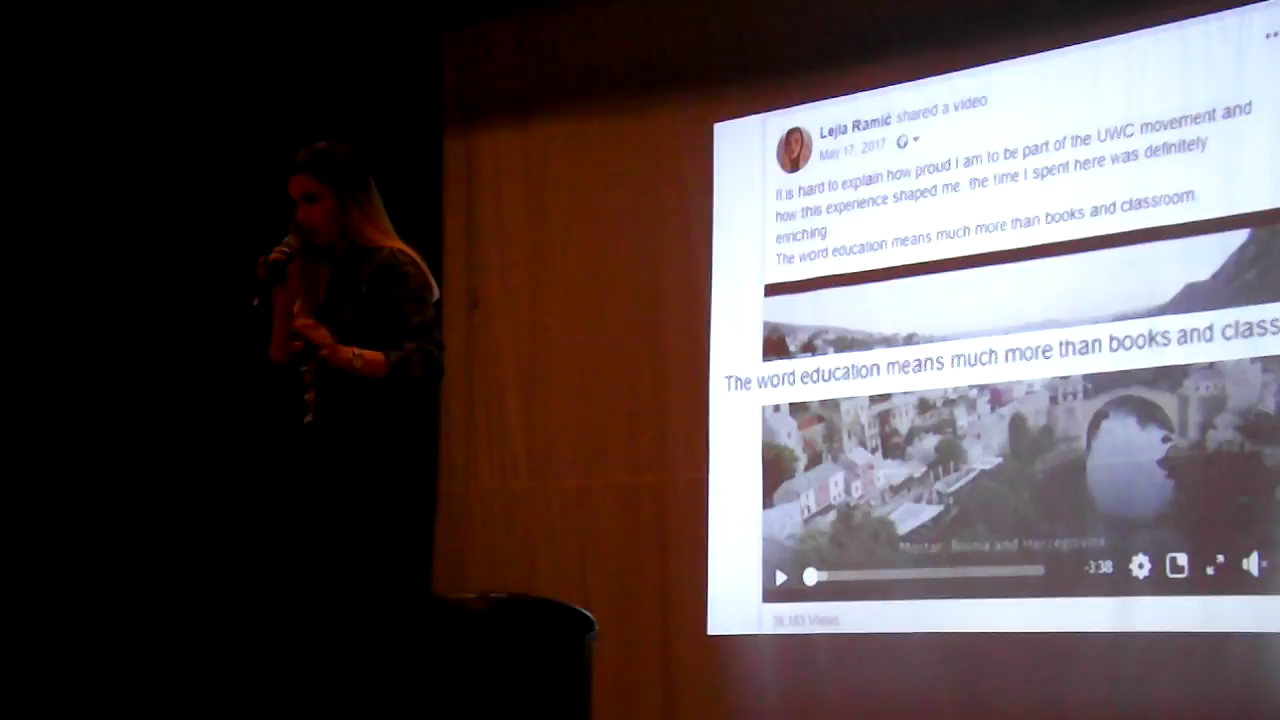 Lejla Ramić shared a video
May 17, 2017
It is hard to explain how proud I am to be part of the UWC movement and
how this experience shaped me. the time I spent here was definitely
enriching
The word education means much more than books and classroom.
The word education means much more than books and class
Mostar, Bosnia and Herzegovina
-3:38
36,163 Views